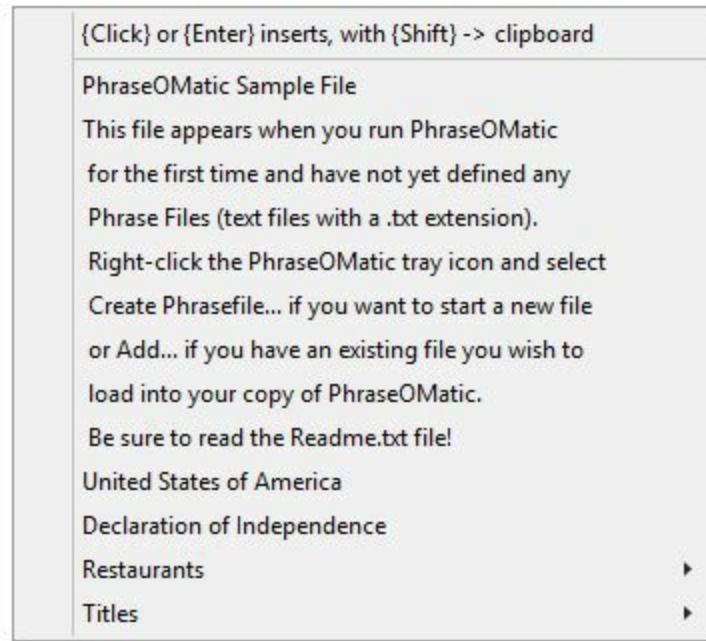 {Click} or {Enter} inserts, with {Shift} -> clipboard
PhraseOMatic Sample File
This file appears when you run PhraseOMatic
for the first time and have not yet defined any
Phrase Files (text files with a .txt extension).
Right-click the PhraseOMatic tray icon and select
Create Phrasefile... if you want to start a new file
or Add... if you have an existing file you wish to
load into your copy of PhraseOMatic.
Be sure to read the Readme.txt file!
United States of America
Declaration of Independence
Restaurants
Titles